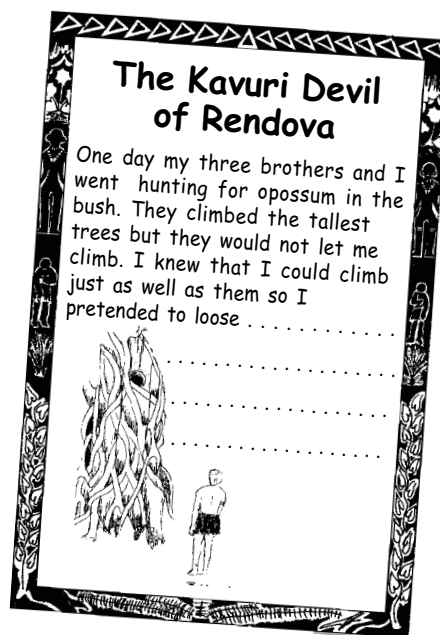 The Kavuri Devil
of Rendova
One day my three brothers and I
went hunting for opossum in the
bush. They climbed the tallest
trees but they would not let me
climb. I knew that I could climb
just as well as them so I
pretended to loose . . . . . . . . . . . .
. . . . . . . . . . . . . . . . . . .
. . . . . . . . . . . . . . . . . .
. . . . . . . . . . . . . . . . . .